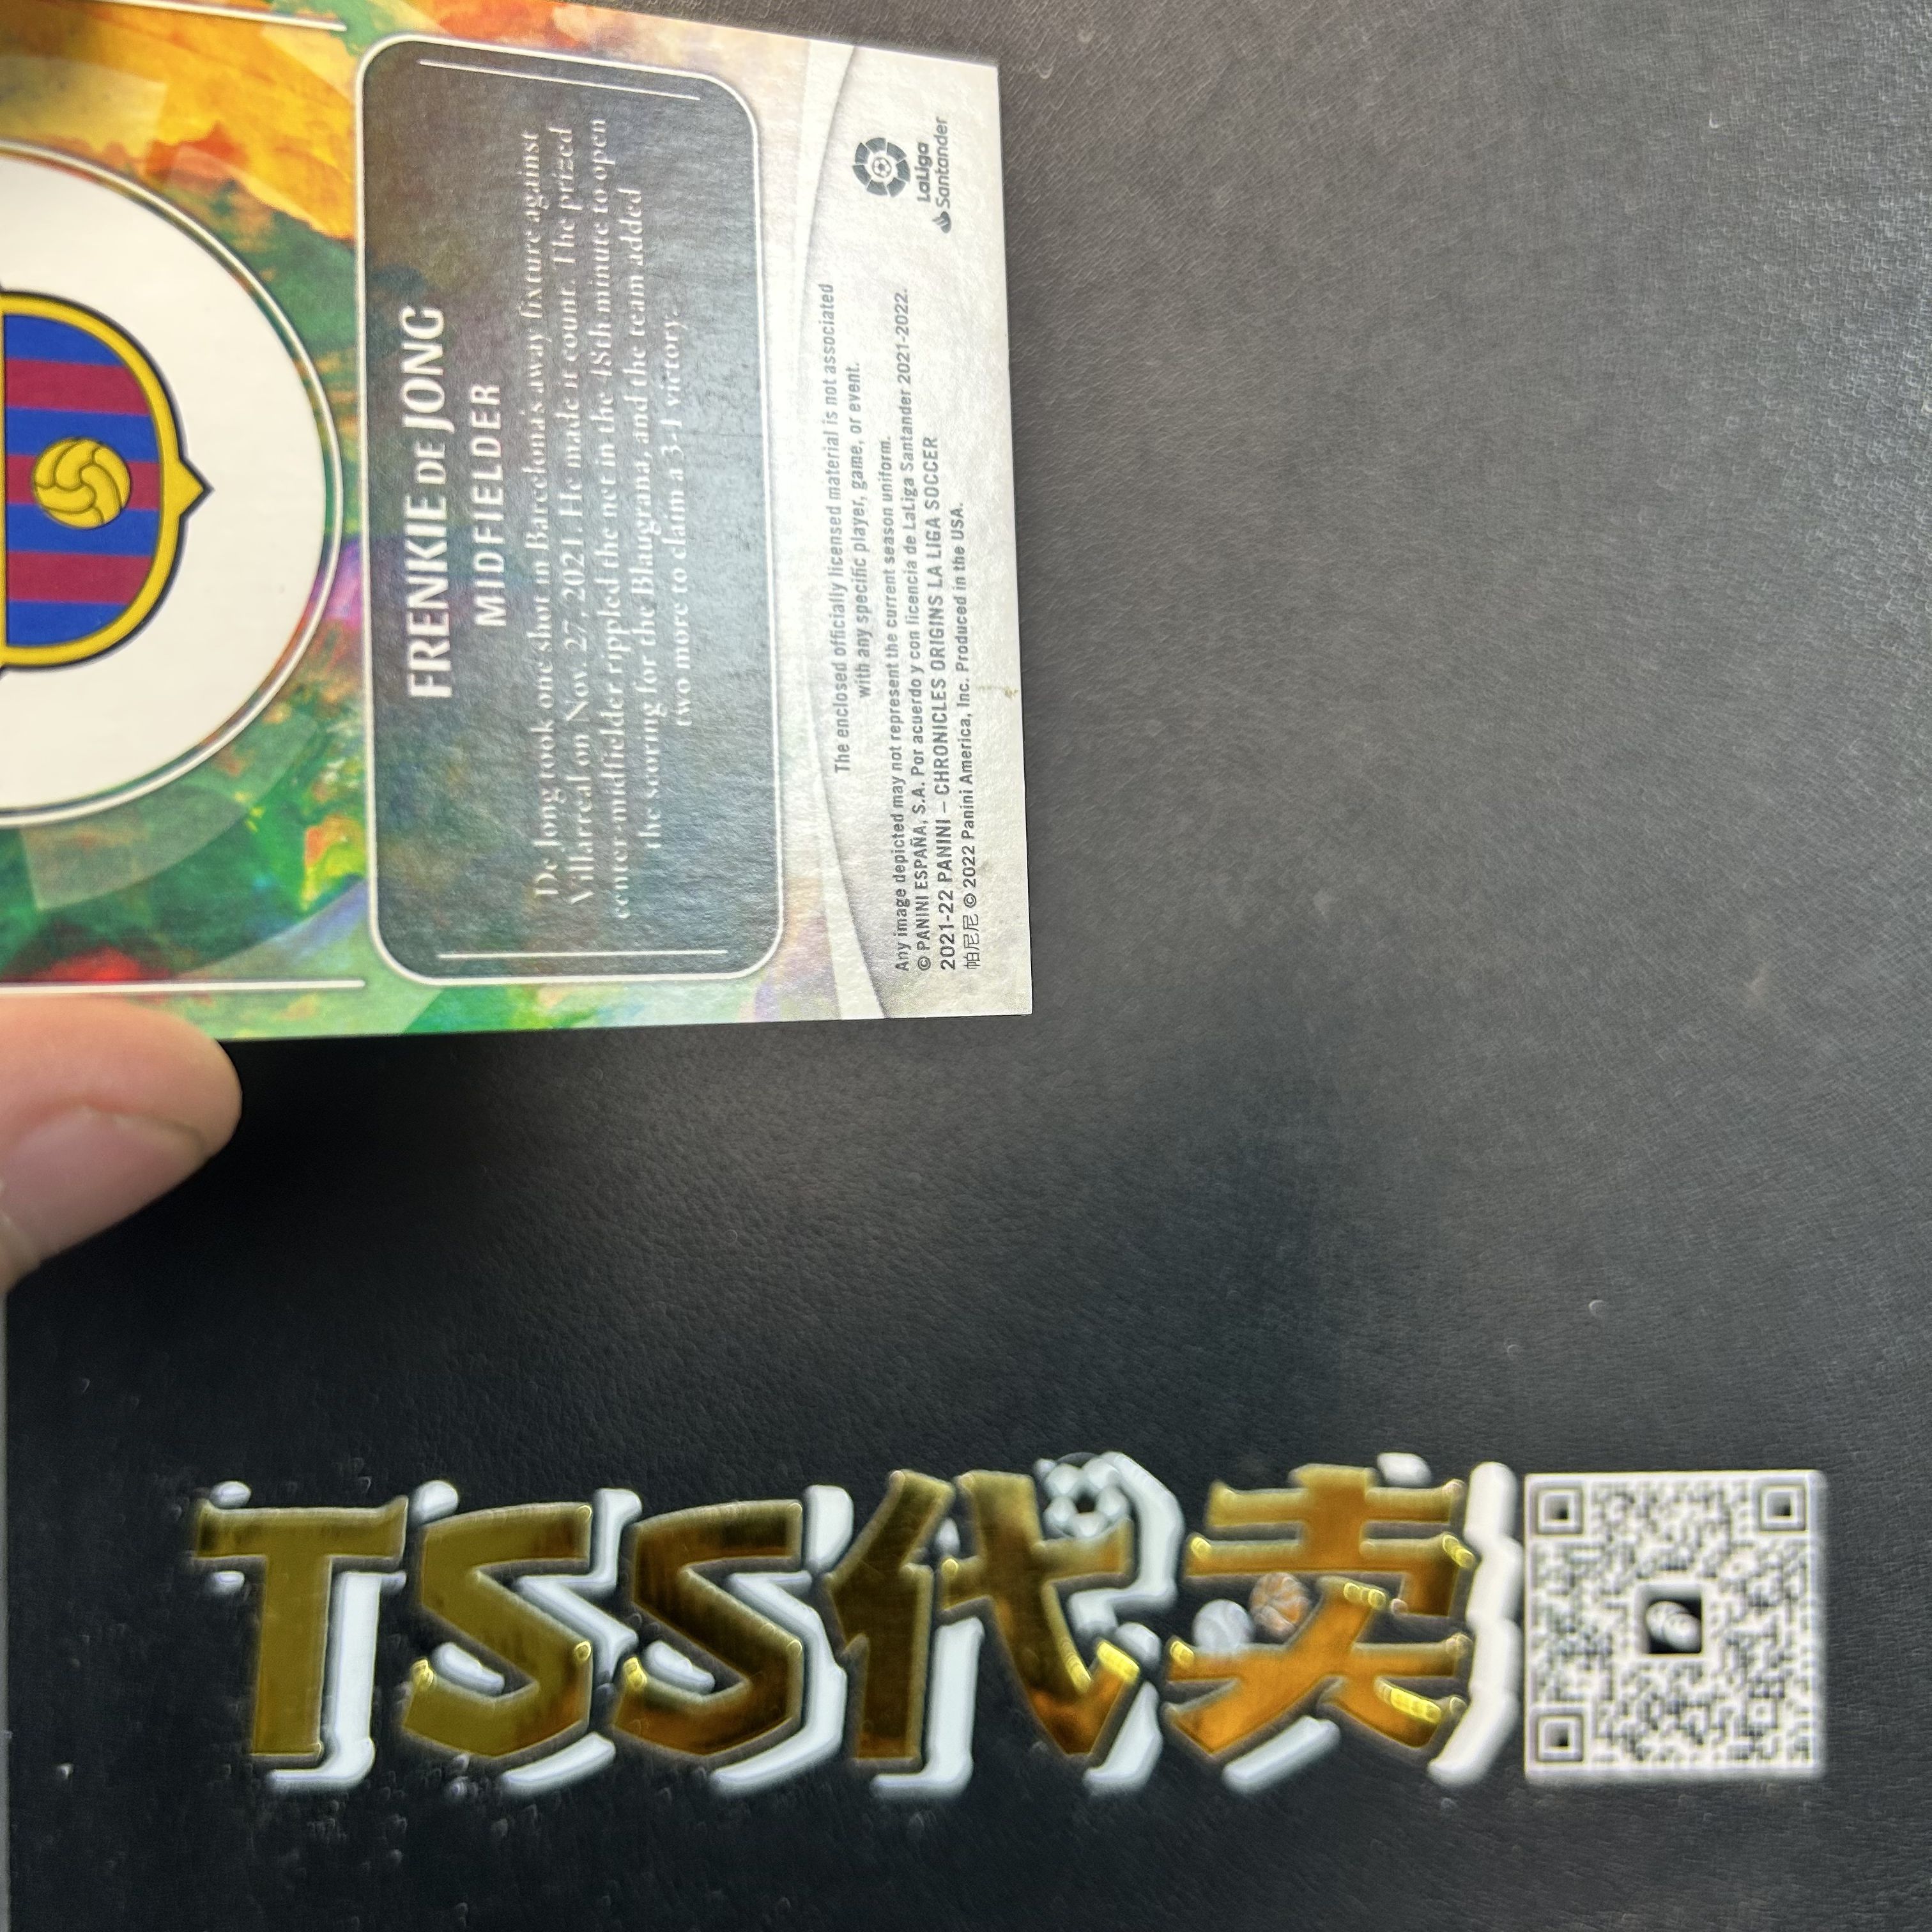 FRENKIE DE JONG
MIDFIELDER
De Jong took one shot in Barcelona's away fixture against
Villarreal on Nov. 27, 2021. He made it count. The prized
center-midfielder rippled the net in the 48th minute to open
the scoring for the Blaugrana, and the team added
two more to claim a 3-1 victory.
The enclosed officially licensed material is not associated
with any specific player, game, or event.
Any image depicted may not represent the current season uniform.
© PANINI ESPAÑA, S.A. Por acuerdo y con licencia de LaLiga Santander 2021-2022.
2021-22 PANINI – CHRONICLES ORIGINS LA LIGA SOCCER
帕尼尼 © 2022 Panini America, Inc. Produced in the USA.
LaLiga
Santander
TSS代卖